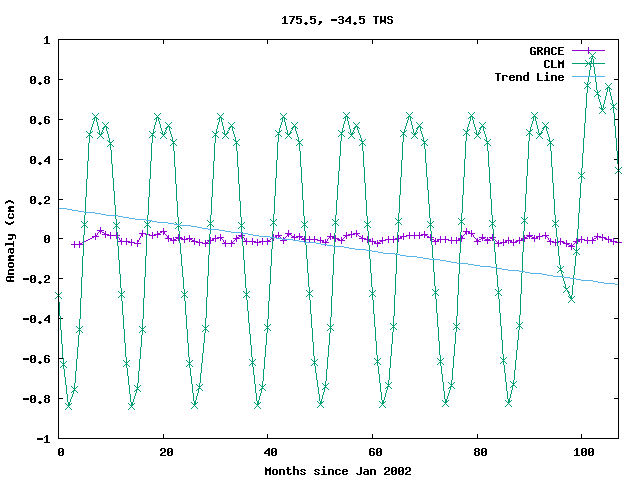 175.5, -34.5 TWS
GRACE
CLM
Trend Line
1
0.8
0.6
0.4
0.2
0
-0.2
-0.4
-0.6
-0.8
-1
Anomaly (cm)
0 20 40 60 80 100
Months since Jan 2002